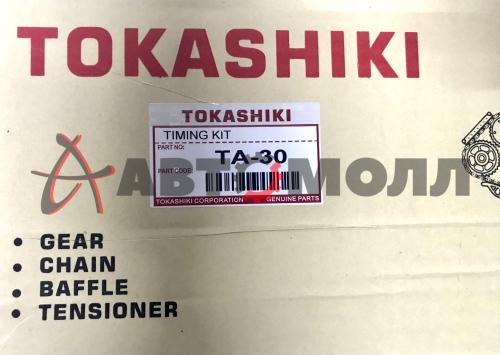 TOKASHIKI
TOKASHIKI
TIMING KIT
PART NO:
TA-30
PART CODE:
АВТОМОЛЛ
TOKASHIKI CORPORATION GENUINE PARTS
• GEAR
• CHAIN
• BAFFLE
• TENSIONER